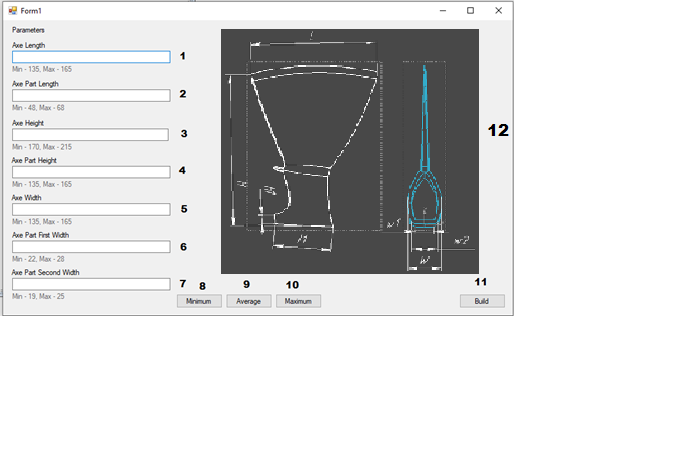 Form1
Parameters
Axe Length
1
Min - 135, Max - 165
Axe Part Length
2
Min - 48, Max - 68
Axe Height
3
Min - 170, Max - 215
Axe Part Height
4
Min - 135, Max - 165
Axe Width
5
Min - 135, Max - 165
Axe Part First Width
6
Min - 22, Max - 28
Axe Part Second Width
7
Min - 19, Max - 25
8
Minimum
9
Average
10
Maximum
l
H
w1
w2
W
11
Build
12